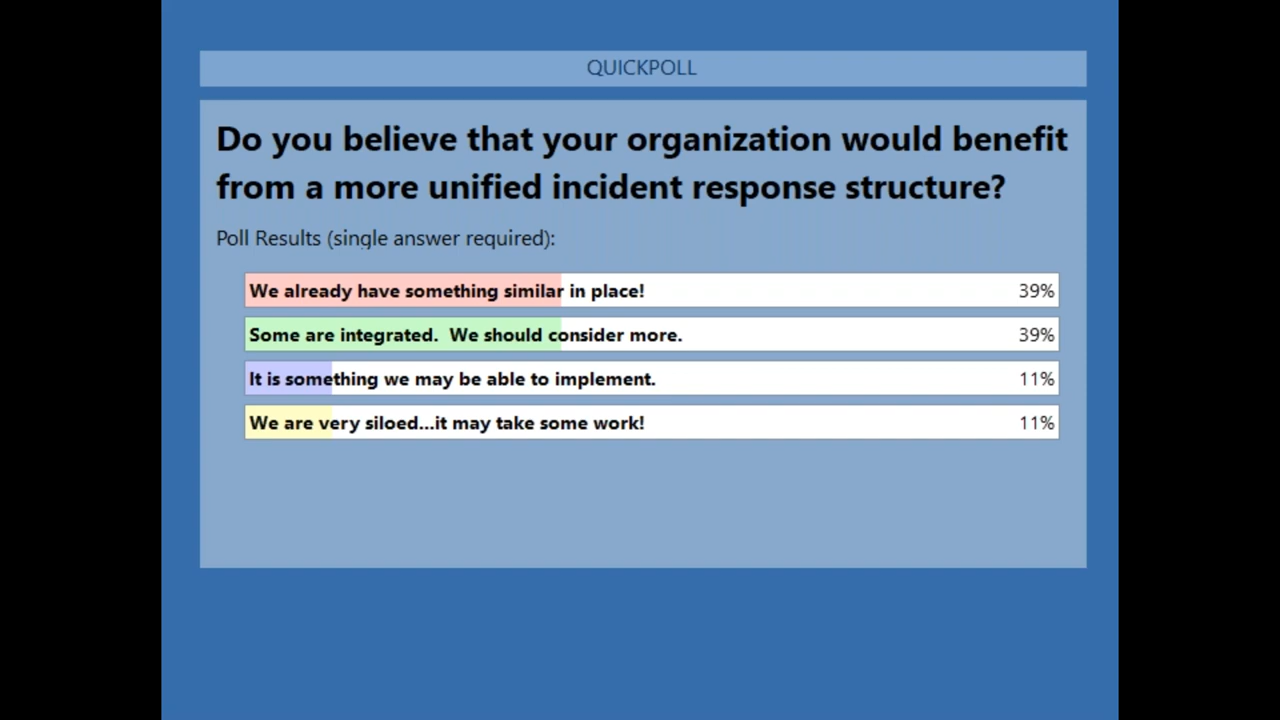 QUICKPOLL
Do you believe that your organization would benefit
from a more unified incident response structure?
Poll Results (single answer required):
We already have something similar in place! 39%
Some are integrated.  We should consider more. 39%
It is something we may be able to implement. 11%
We are very siloed...it may take some work! 11%